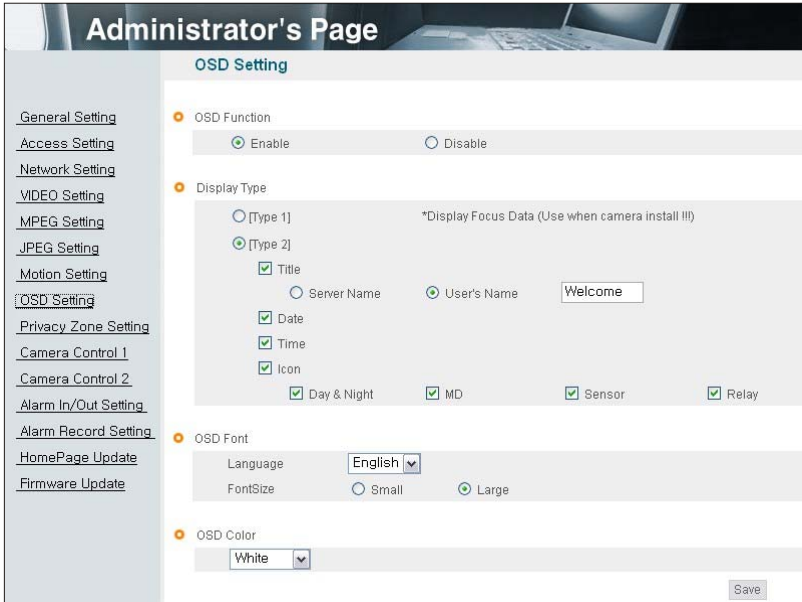 Administrator's Page
OSD Setting
General Setting
Access Setting
Network Setting
VIDEO Setting
MPEG Setting
JPEG Setting
Motion Setting
OSD Setting
Privacy Zone Setting
Camera Control 1
Camera Control 2
Alarm In/Out Setting
Alarm Record Setting
HomePage Update
Firmware Update
OSD Function
Enable Disable
Display Type
[Type 1] *Display Focus Data (Use when camera install !!!)
[Type 2]
Title
Server Name User's Name Welcome
Date
Time
Icon
Day & Night MD Sensor Relay
OSD Font
Language English
FontSize Small Large
OSD Color
White
Save